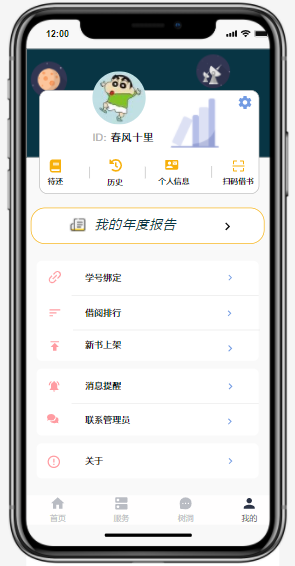 12:00
ID: 春风十里
待还 历史 个人信息 扫码借书
我的年度报告
学号绑定
借阅排行
新书上架
消息提醒
联系管理员
关于
首页 服务 树洞 我的